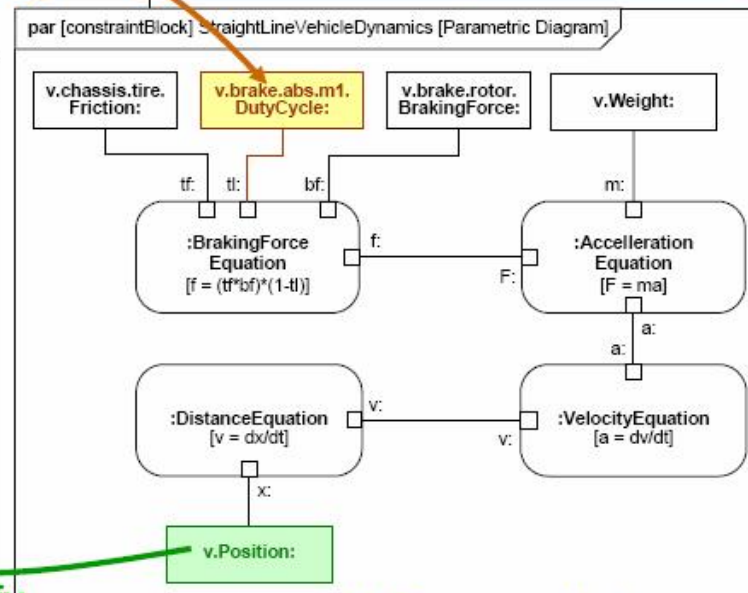 par [constraintBlock] StraightLineVehicleDynamics [Parametric Diagram]
v.chassis.tire.
Friction:
v.brake.abs.m1.
DutyCycle:
v.brake.rotor.
BrakingForce:
v.Weight:
tf:
tl:
bf:
m:
:BrakingForce
Equation
[f = (tf*bf)*(1-tl)]
f:
F:
:Accelleration
Equation
[F = ma]
a:
a:
:DistanceEquation
[v = dx/dt]
v:
v:
:VelocityEquation
[a = dv/dt]
x:
v.Position: